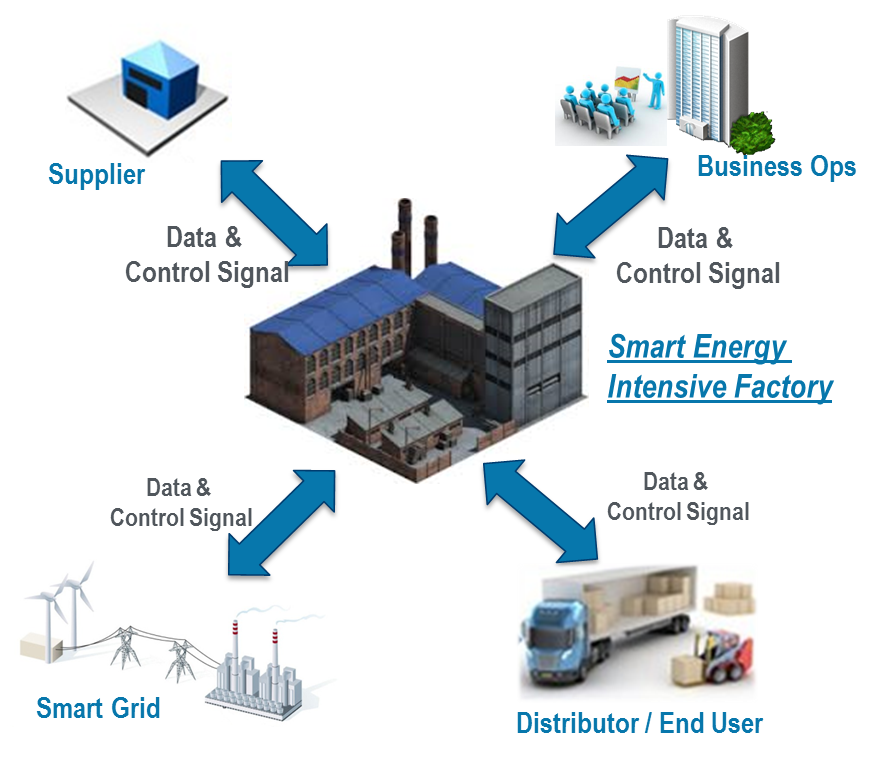 Supplier
Business Ops
Data &
Control Signal
Data &
Control Signal
Smart Energy
Intensive Factory
Data &
Control Signal
Data &
Control Signal
Smart Grid
Distributor / End User